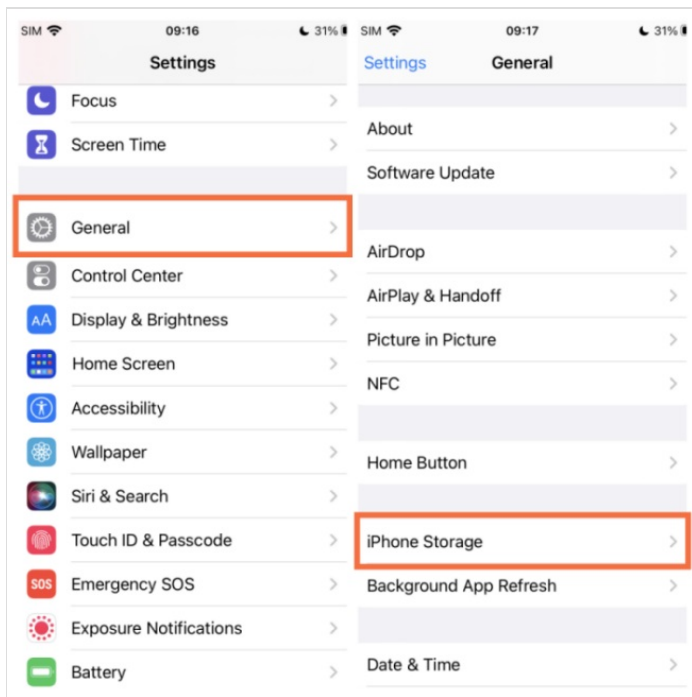 SIM 09:16 31%
Settings
Focus
Screen Time
General
Control Center
AA Display & Brightness
Home Screen
Accessibility
Wallpaper
Siri & Search
Touch ID & Passcode
SOS Emergency SOS
Exposure Notifications
Battery
SIM 09:17 31%
Settings General
About
Software Update
AirDrop
AirPlay & Handoff
Picture in Picture
NFC
Home Button
iPhone Storage
Background App Refresh
Date & Time